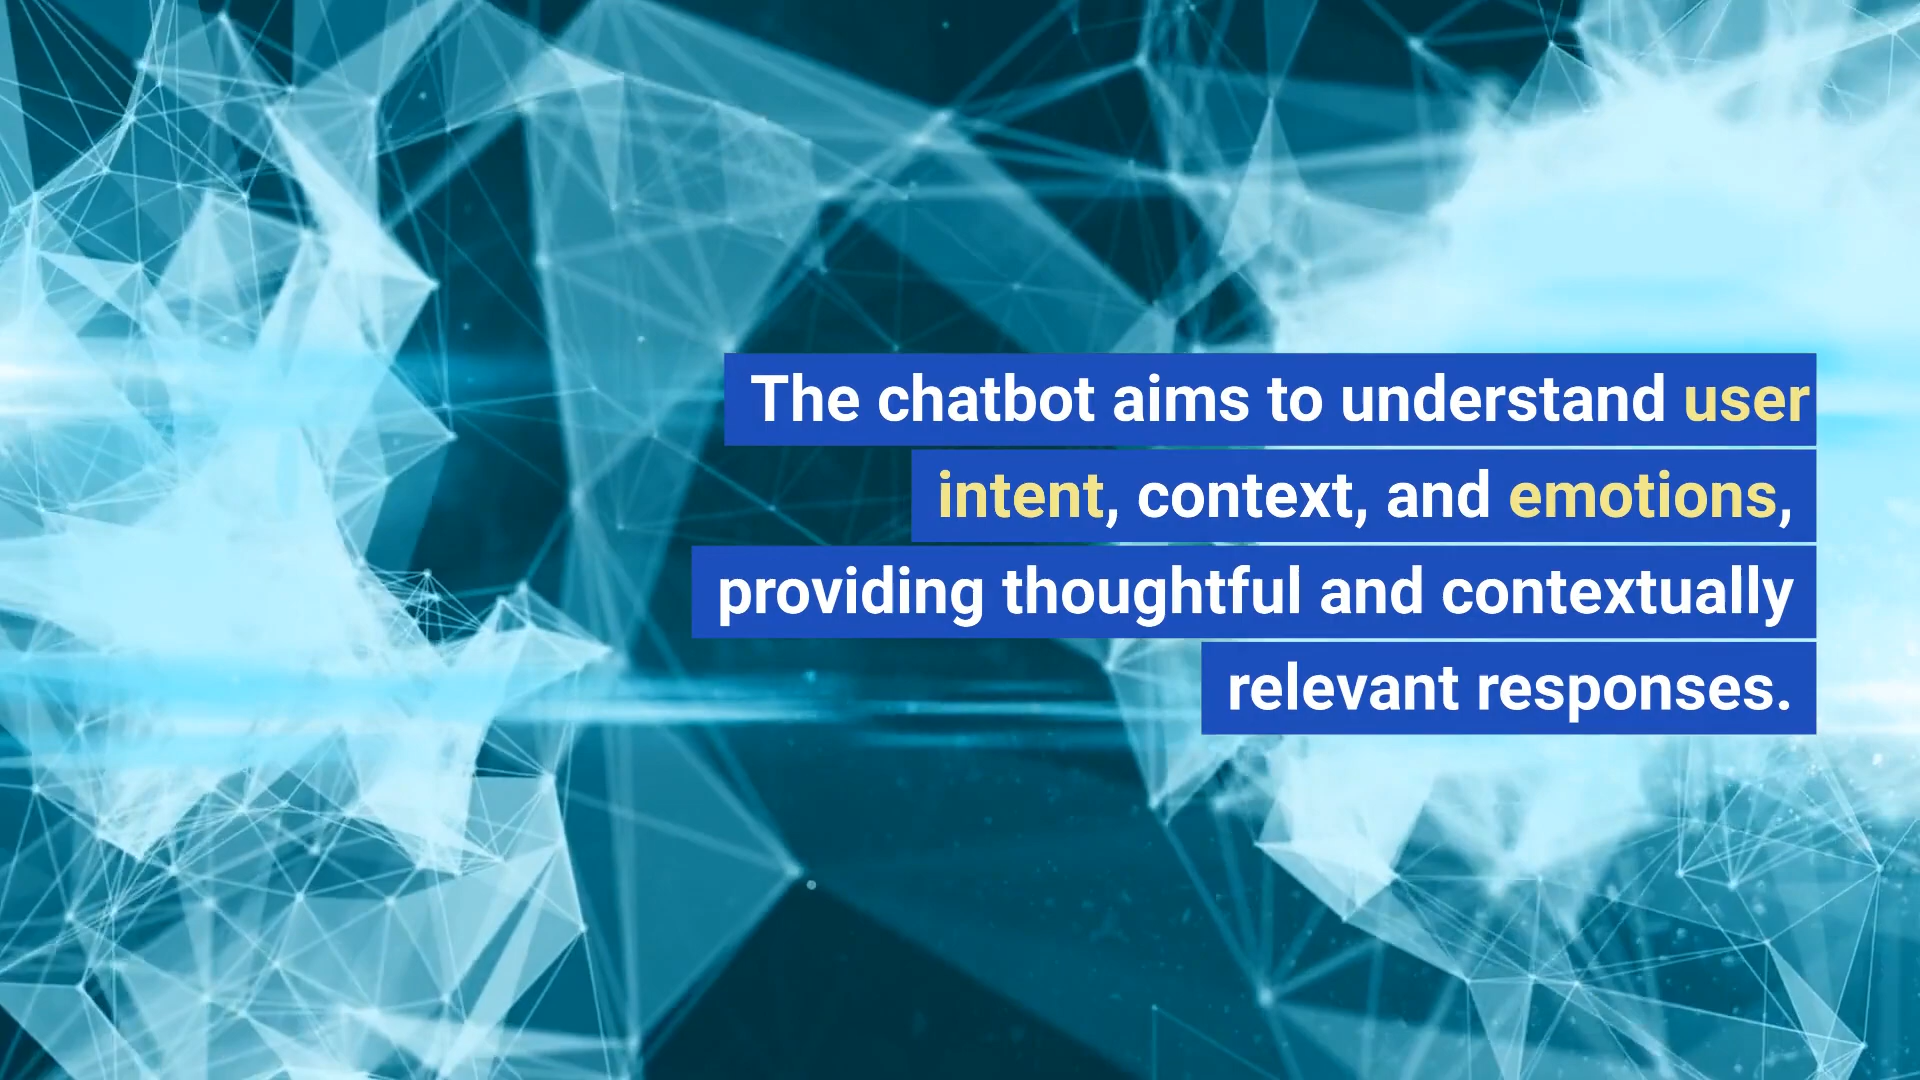 The chatbot aims to understand user
intent, context, and emotions,
providing thoughtful and contextually
relevant responses.